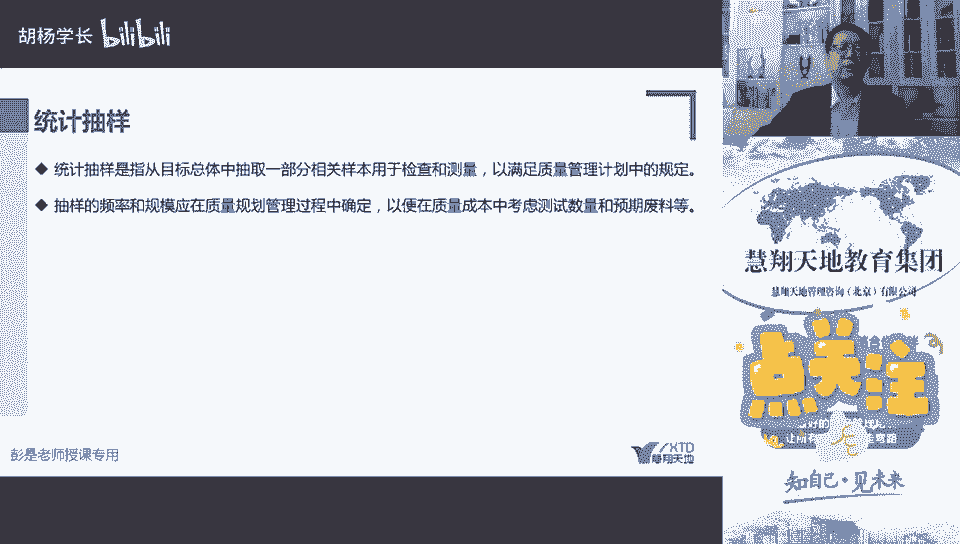 胡杨学长 bilibili
统计抽样
◆ 统计抽样是指从目标总体中抽取一部分相关样本用于检查和测量，以满足质量管理计划中的规定。
◆ 抽样的频率和规模应在质量规划管理过程中确定，以便在质量成本中考虑测试数量和预期废料等。
彭是老师授课专用
XTD
慧翔天地
慧翔天地教育集团
慧翔天地管理咨询（北京）有限公司
点关注
知自己·见未来